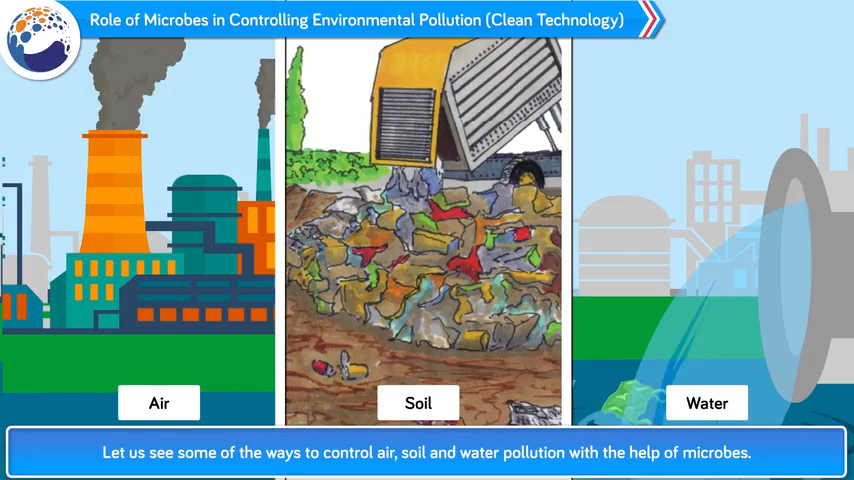 Role of Microbes in Controlling Environmental Pollution (Clean Technology)
Air
Soil
Water
Let us see some of the ways to control air, soil and water pollution with the help of microbes.